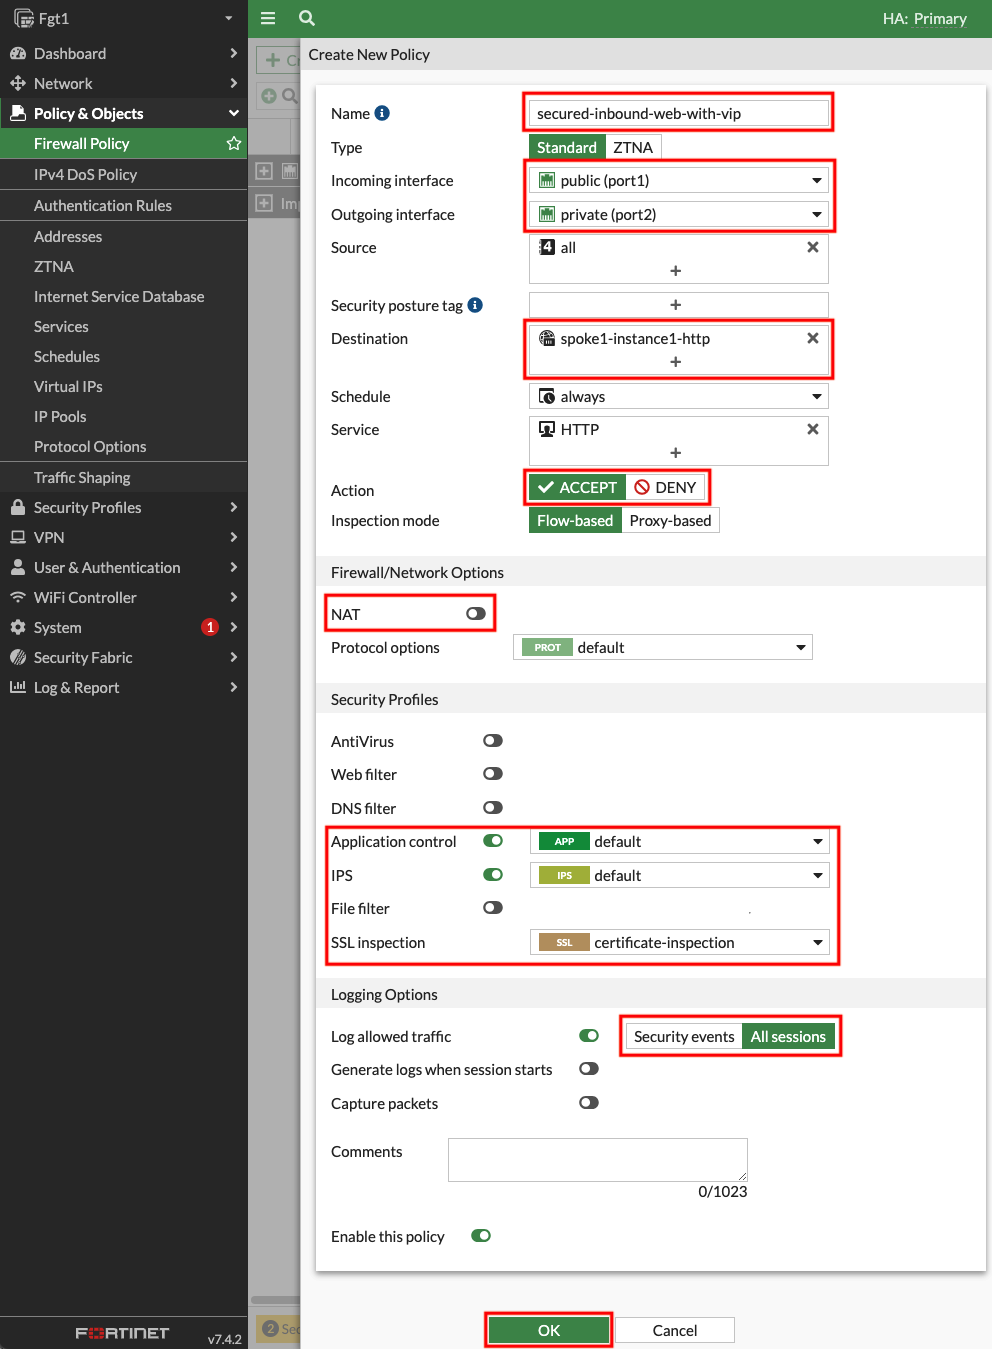 Fgt1
HA: Primary
Dashboard
Network
Policy & Objects
Firewall Policy
IPv4 DoS Policy
Authentication Rules
Addresses
ZTNA
Internet Service Database
Services
Schedules
Virtual IPs
IP Pools
Protocol Options
Traffic Shaping
Security Profiles
VPN
User & Authentication
WiFi Controller
System 1
Security Fabric
Log & Report
FORTINET v7.4.2
Create New Policy
Name secured-inbound-web-with-vip
Type Standard ZTNA
Incoming interface public (port1)
Outgoing interface private (port2)
Source 4 all
+
Security posture tag +
Destination spoke1-instance1-http
+
Schedule always
Service HTTP
+
Action ACCEPT DENY
Inspection mode Flow-based Proxy-based
Firewall/Network Options
NAT
Protocol options PROT default
Security Profiles
AntiVirus
Web filter
DNS filter
Application control APP default
IPS IPS default
File filter
SSL inspection SSL certificate-inspection
Logging Options
Log allowed traffic Security events All sessions
Generate logs when session starts
Capture packets
Comments
0/1023
Enable this policy
2
OK Cancel